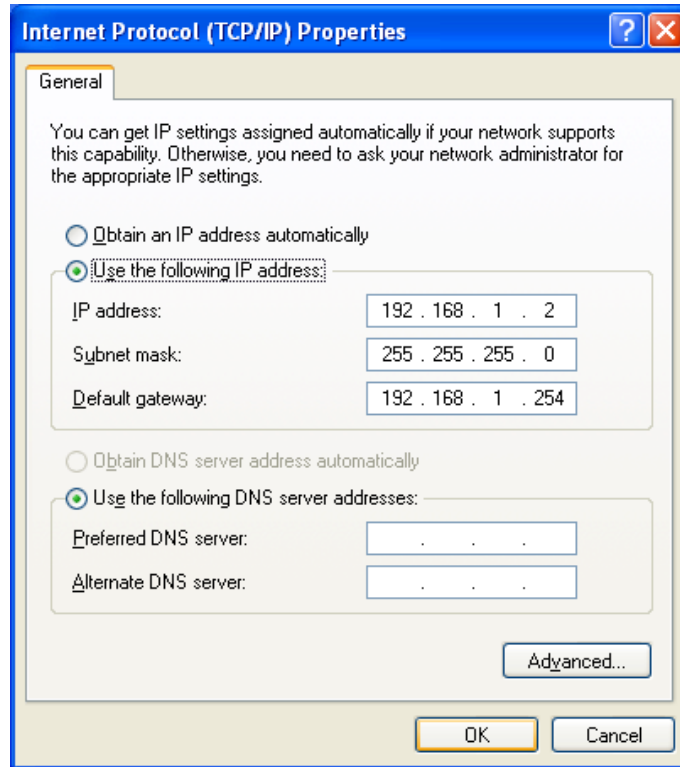 Internet Protocol (TCP/IP) Properties
General
You can get IP settings assigned automatically if your network supports
this capability. Otherwise, you need to ask your network administrator for
the appropriate IP settings.
Obtain an IP address automatically
Use the following IP address:
IP address: 192 . 168 . 1 . 2
Subnet mask: 255 . 255 . 255 . 0
Default gateway: 192 . 168 . 1 . 254
Obtain DNS server address automatically
Use the following DNS server addresses:
Preferred DNS server: . . .
Alternate DNS server: . . .
Advanced...
OK Cancel